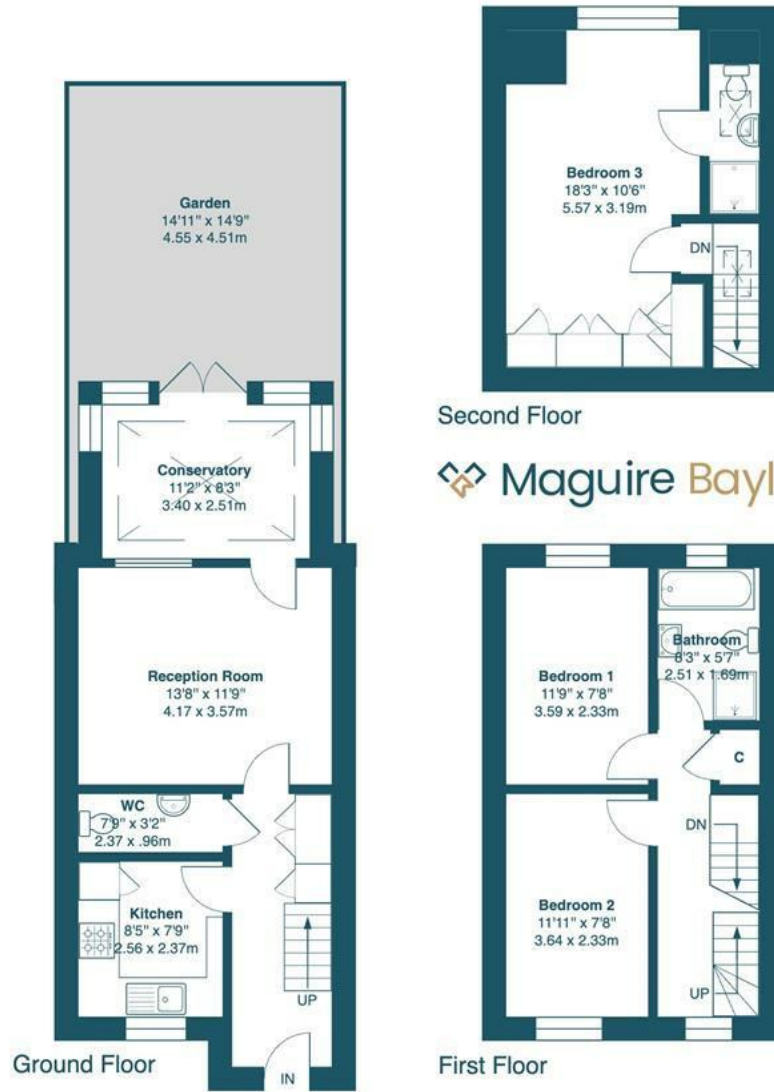 Garden
14'11" x 14'9"
4.55 x 4.51m
Conservatory
11'2" x 8'3"
3.40 x 2.51m
Reception Room
13'8" x 11'9"
4.17 x 3.57m
WC
7'9" x 3'2"
2.37 x .96m
Kitchen
8'5" x 7'9"
2.56 x 2.37m
UP
IN
Ground Floor
Bedroom 3
18'3" x 10'6"
5.57 x 3.19m
DN
Second Floor
Maguire Bayl
Bedroom 1
11'9" x 7'8"
3.59 x 2.33m
Bathroom
8'3" x 5'7"
2.51 x 1.69m
C
DN
Bedroom 2
11'11" x 7'8"
3.64 x 2.33m
UP
First Floor